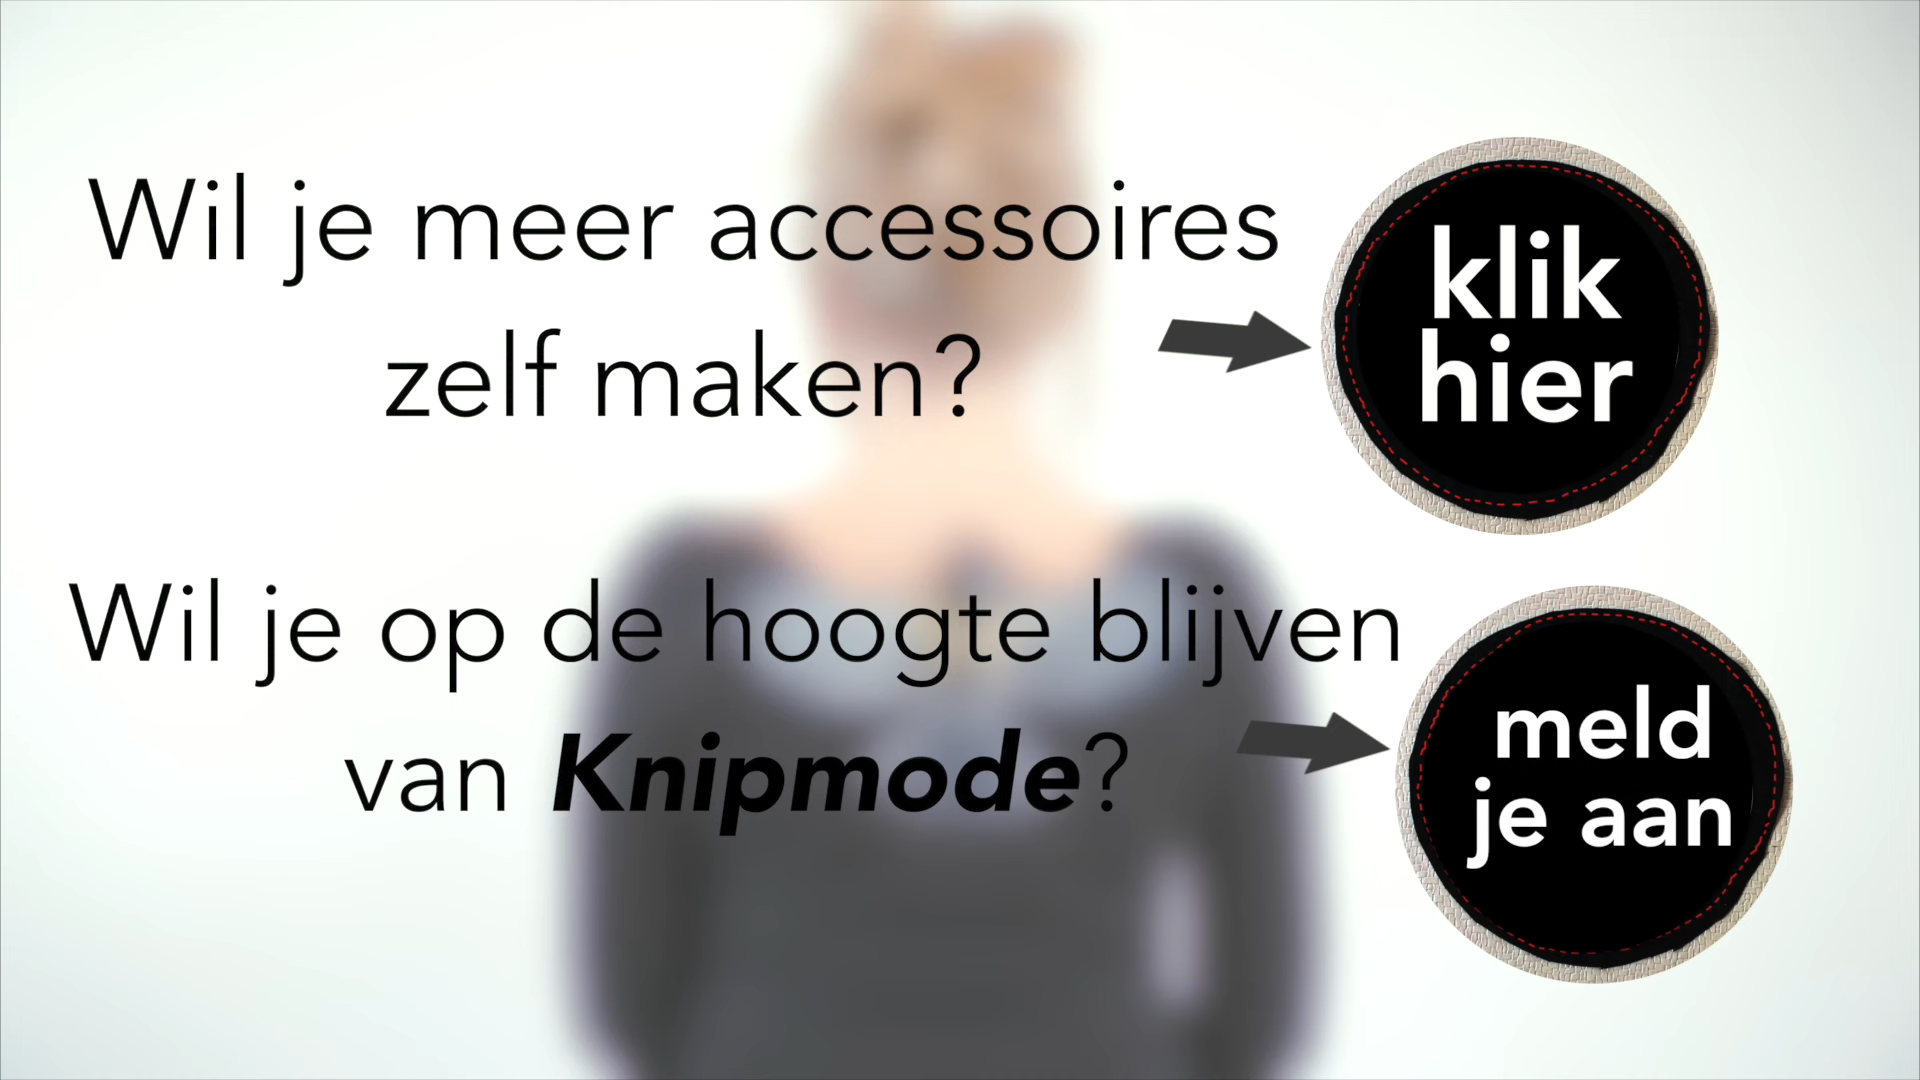 Wil je meer accessoires
zelf maken?
klik
hier
Wil je op de hoogte blijven
van Knipmode?
meld
je aan